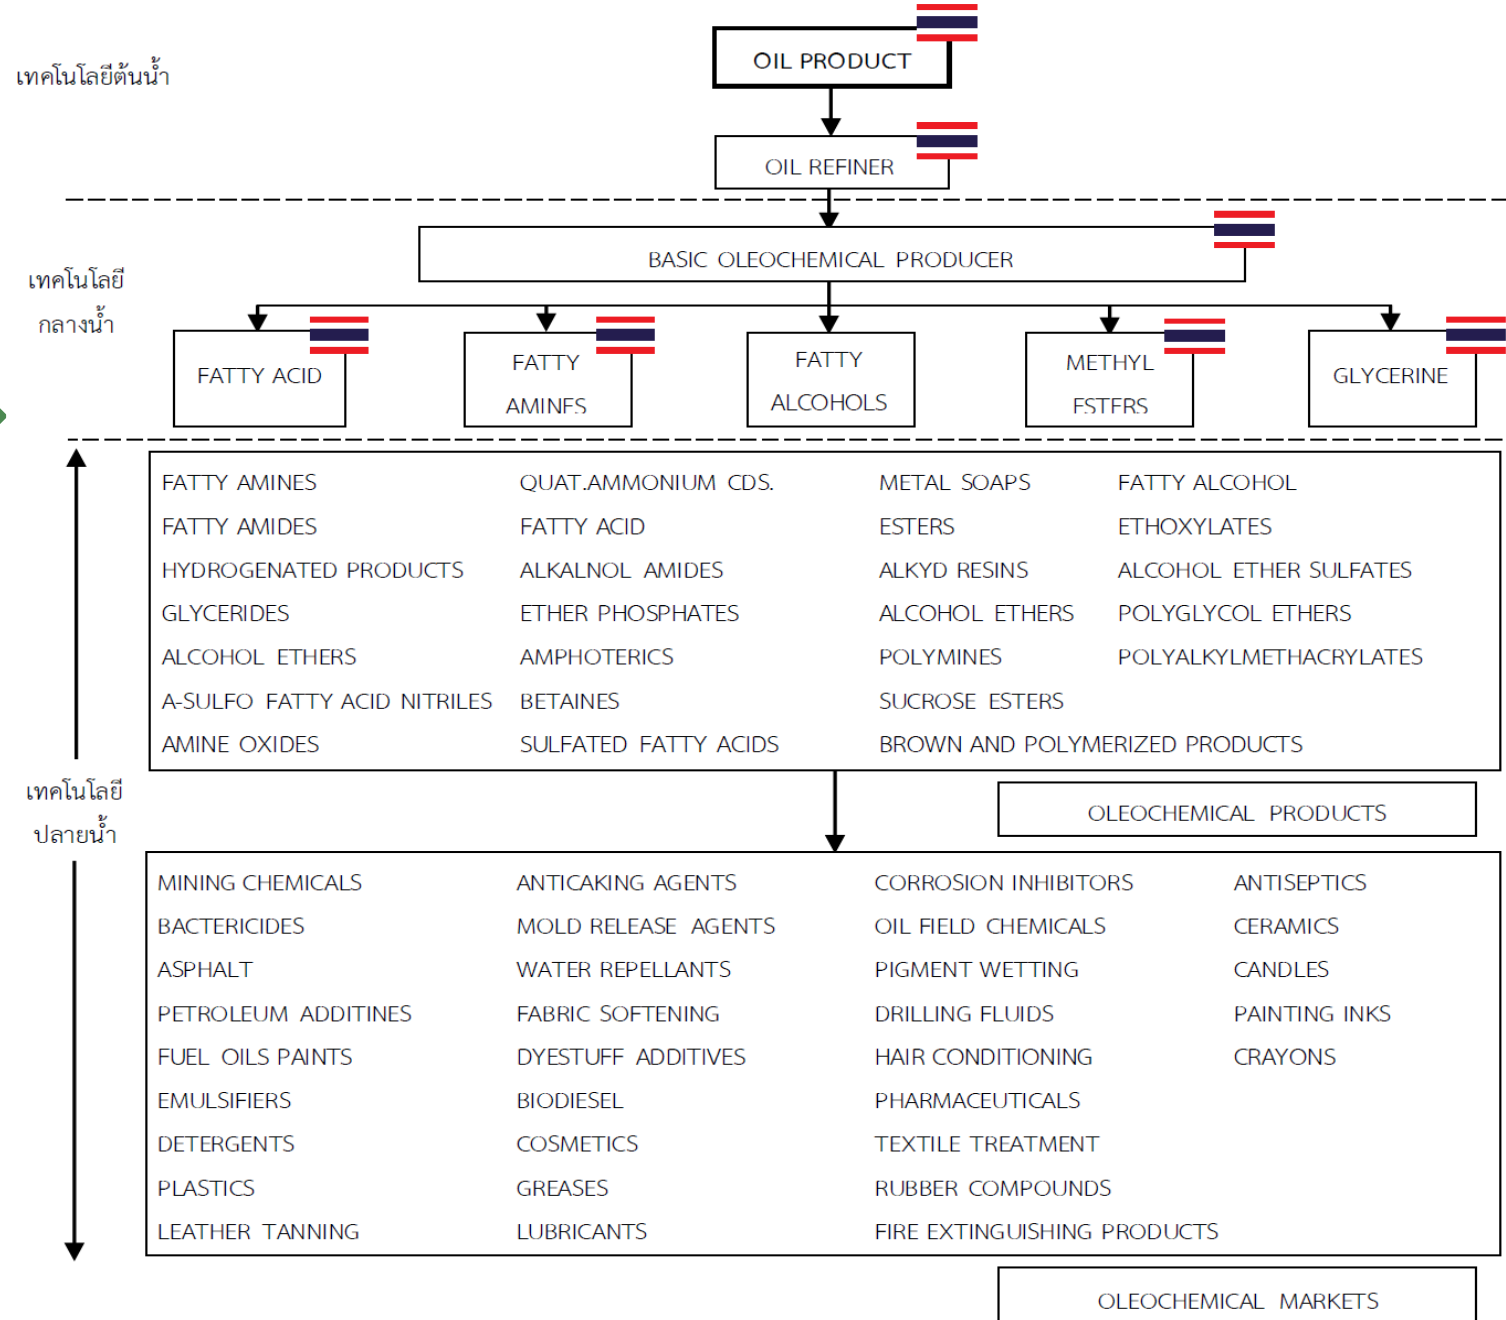 เทคโนโลยีต้นน้ำ
OIL PRODUCT
OIL REFINER
เทคโนโลยี
กลางน้ำ
BASIC OLEOCHEMICAL PRODUCER
FATTY ACID
FATTY
AMINES
FATTY
ALCOHOLS
METHYL
ESTERS
GLYCERINE
FATTY AMINES QUAT.AMMONIUM CDS. METAL SOAPS FATTY ALCOHOL
FATTY AMIDES FATTY ACID ESTERS ETHOXYLATES
HYDROGENATED PRODUCTS ALKALNOL AMIDES ALKYD RESINS ALCOHOL ETHER SULFATES
GLYCERIDES ETHER PHOSPHATES ALCOHOL ETHERS POLYGLYCOL ETHERS
ALCOHOL ETHERS AMPHOTERICS POLYMINES POLYALKYLMETHACRYLATES
A-SULFO FATTY ACID NITRILES BETAINES SUCROSE ESTERS
AMINE OXIDES SULFATED FATTY ACIDS BROWN AND POLYMERIZED PRODUCTS
เทคโนโลยี
ปลายน้ำ
OLEOCHEMICAL PRODUCTS
MINING CHEMICALS ANTICAKING AGENTS CORROSION INHIBITORS ANTISEPTICS
BACTERICIDES MOLD RELEASE AGENTS OIL FIELD CHEMICALS CERAMICS
ASPHALT WATER REPELLANTS PIGMENT WETTING CANDLES
PETROLEUM ADDITINES FABRIC SOFTENING DRILLING FLUIDS PAINTING INKS
FUEL OILS PAINTS DYESTUFF ADDITIVES HAIR CONDITIONING CRAYONS
EMULSIFIERS BIODIESEL PHARMACEUTICALS
DETERGENTS COSMETICS TEXTILE TREATMENT
PLASTICS GREASES RUBBER COMPOUNDS
LEATHER TANNING LUBRICANTS FIRE EXTINGUISHING PRODUCTS
OLEOCHEMICAL MARKETS